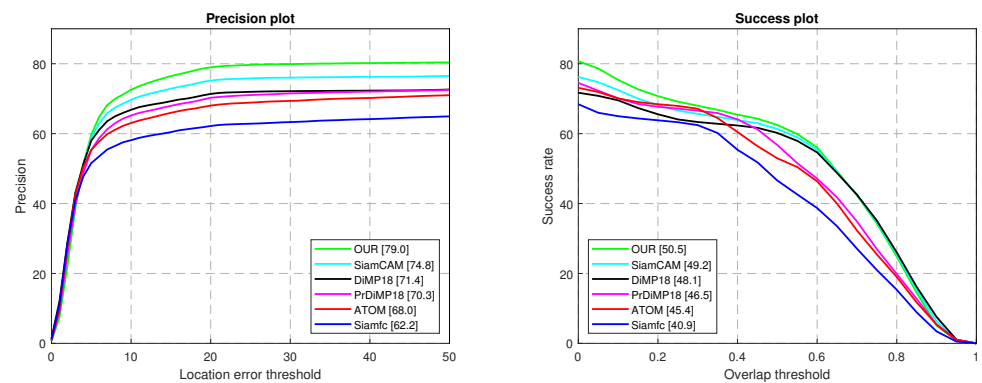 Precision plot
80
60
40
20
0
0 10 20 30 40 50
Precision
Location error threshold
OUR [79.0]
SiamCAM [74.8]
DiMP18 [71.4]
PrDiMP18 [70.3]
ATOM [68.0]
Siamfc [62.2]
Success plot
80
60
40
20
0
0 0.2 0.4 0.6 0.8 1
Success rate
Overlap threshold
OUR [50.5]
SiamCAM [49.2]
DiMP18 [48.1]
PrDiMP18 [46.5]
ATOM [45.4]
Siamfc [40.9]